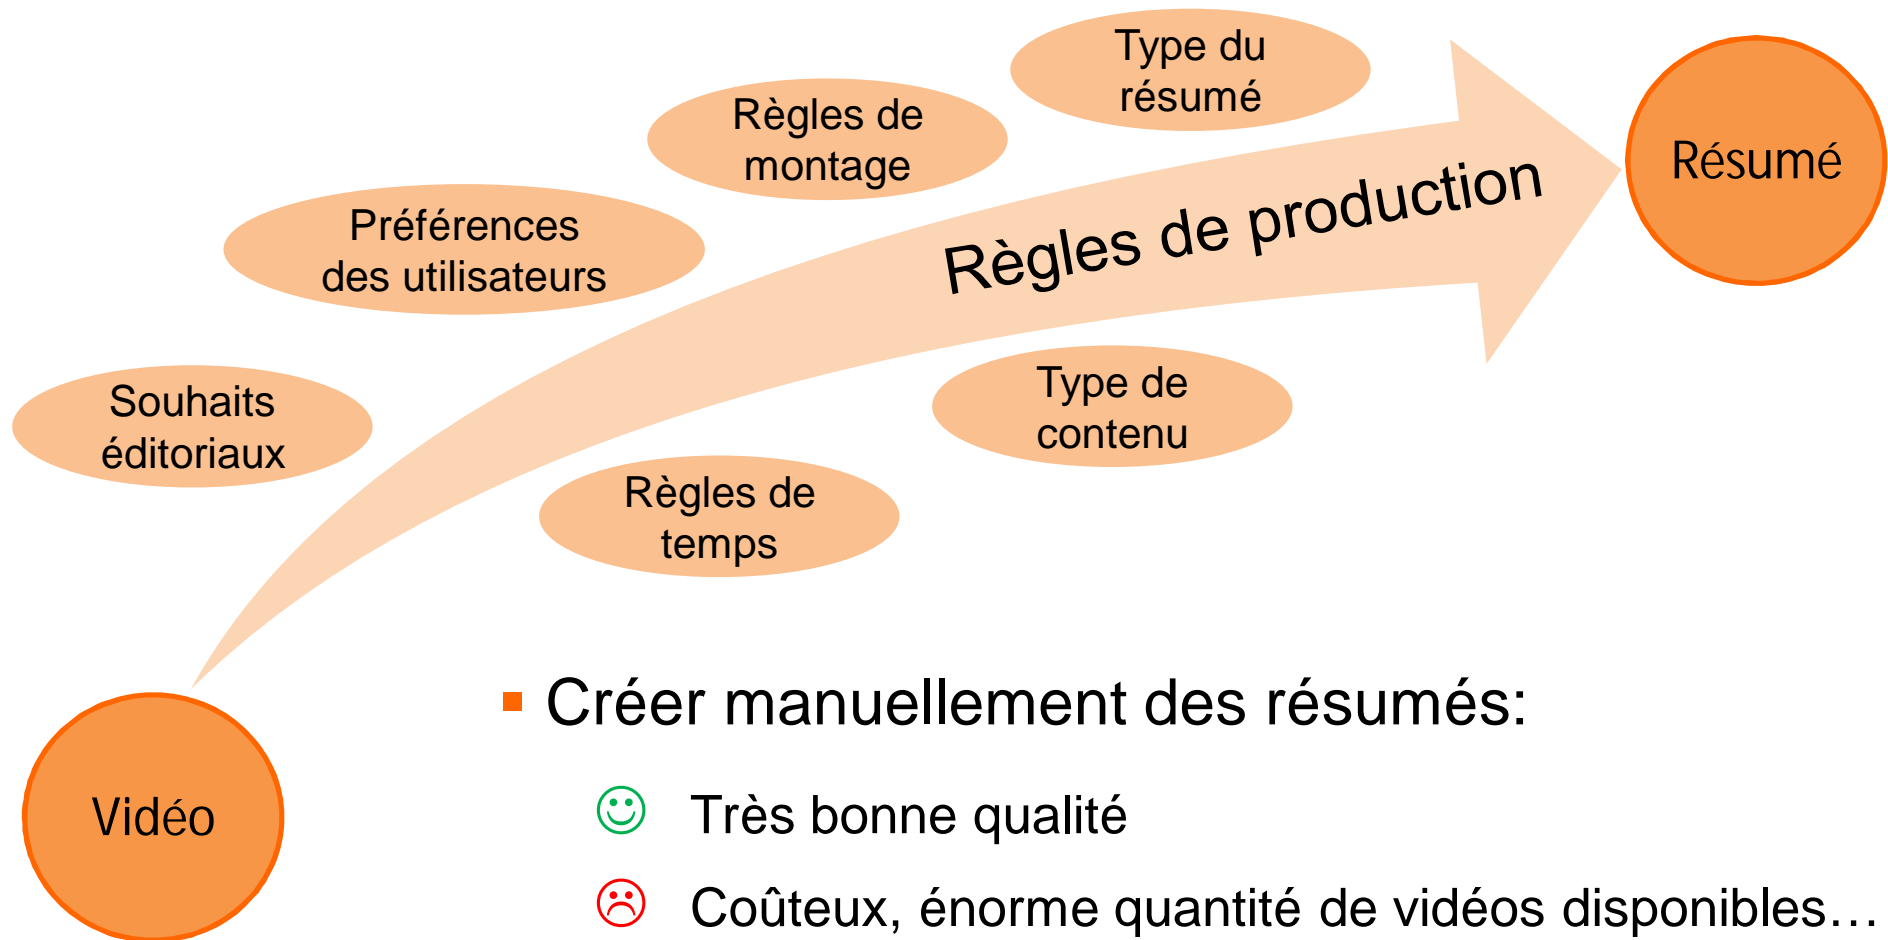 Type du
résumé
Règles de
montage
Résumé
Règles de production
Préférences
des utilisateurs
Type de
contenu
Souhaits
éditoriaux
Règles de
temps
Créer manuellement des résumés:
Vidéo
Très bonne qualité
Coûteux, énorme quantité de vidéos disponibles…